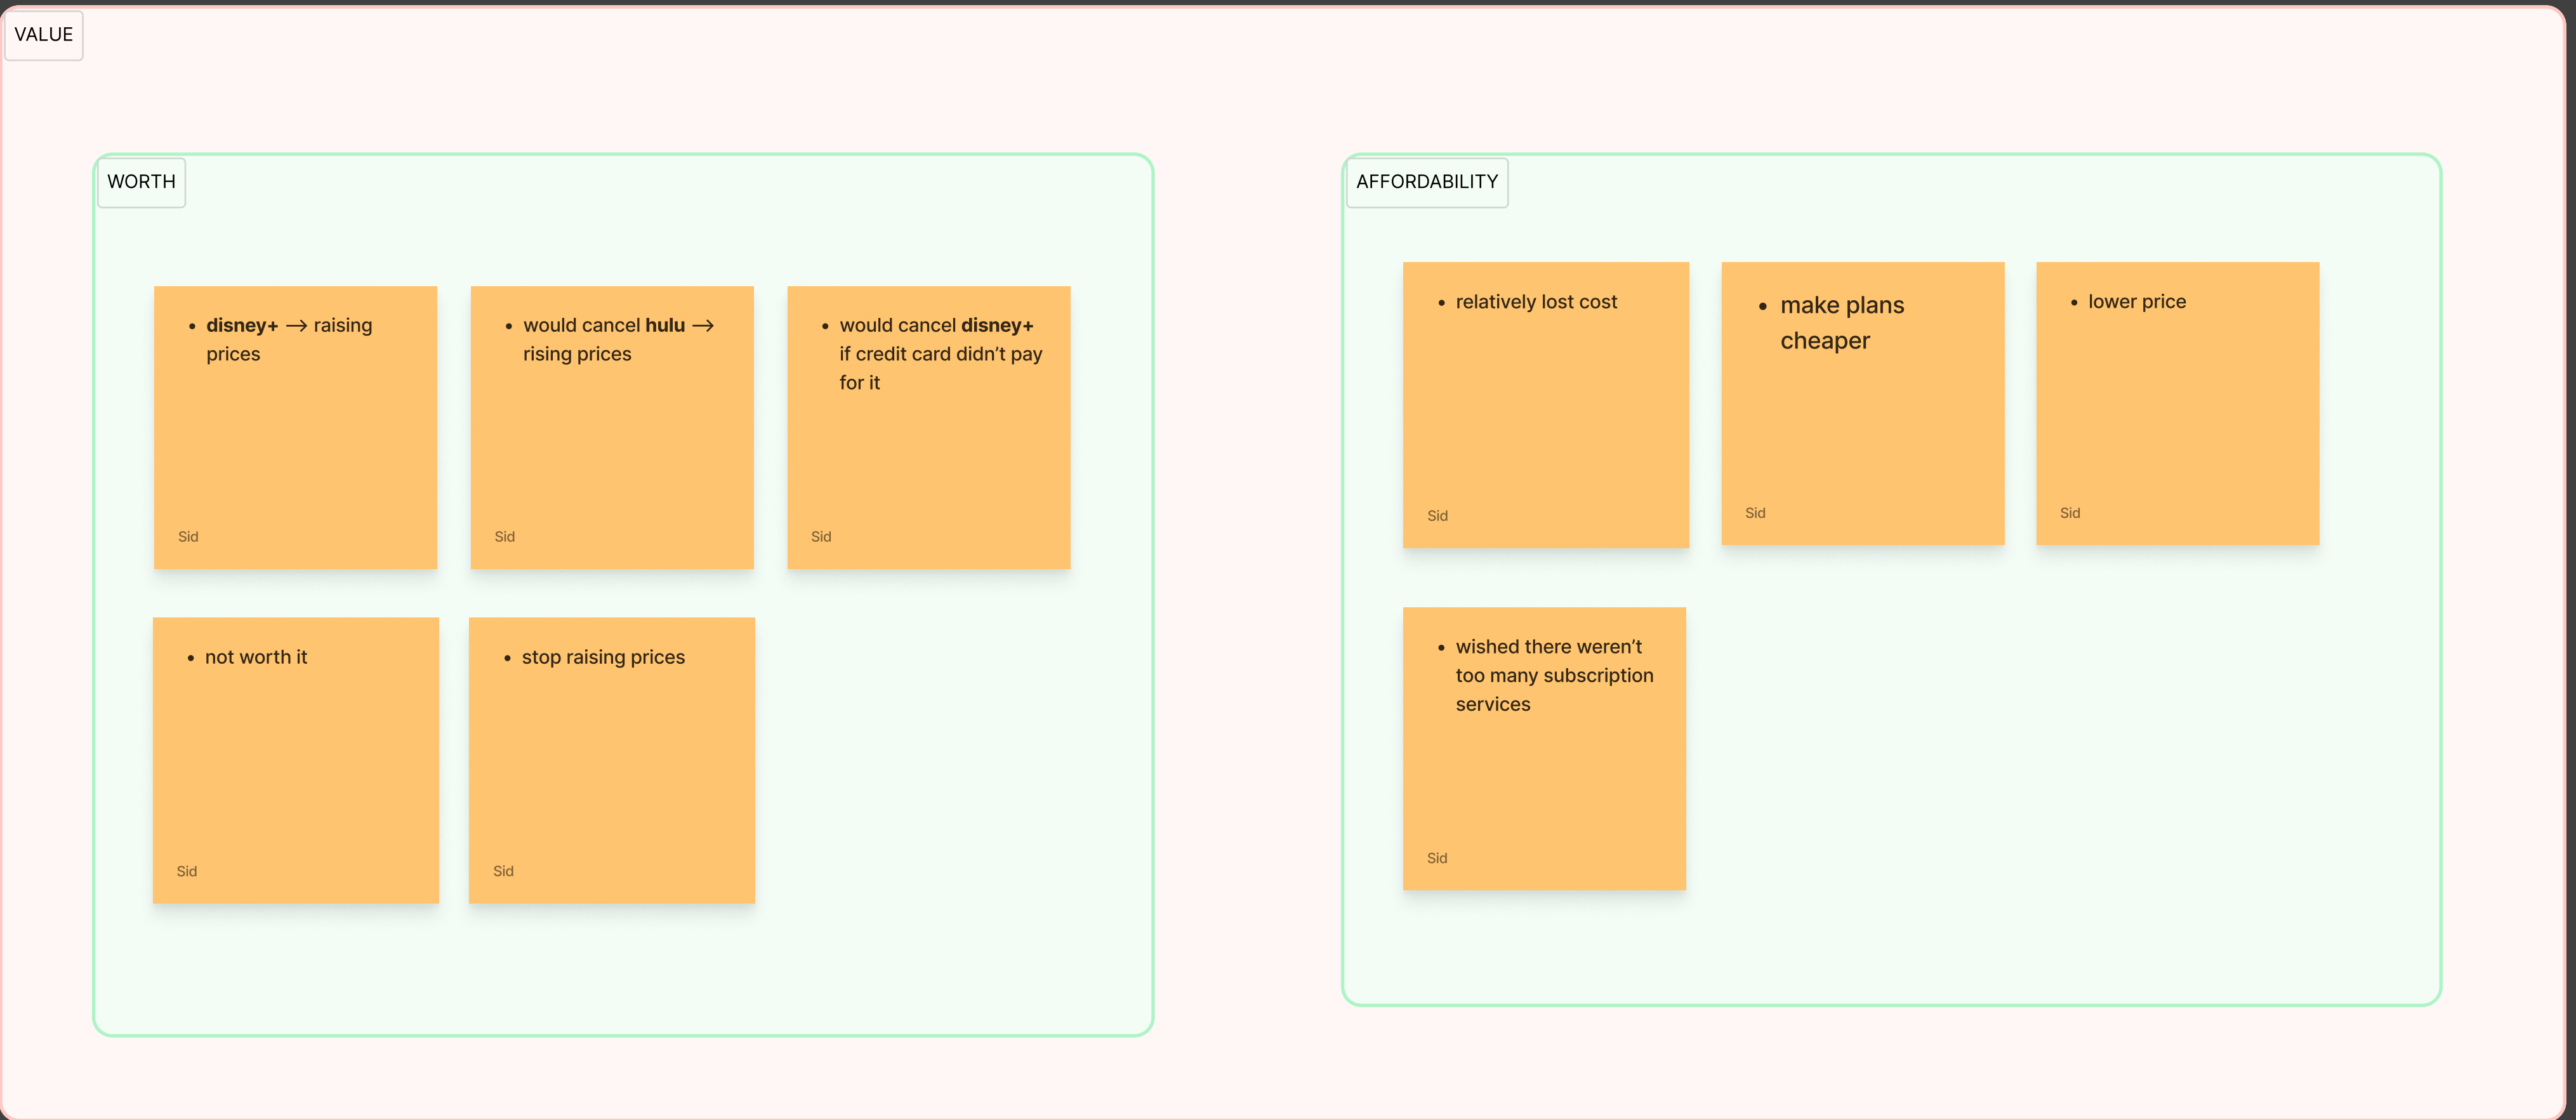 VALUE
WORTH
• disney+ → raising
prices
Sid
• would cancel hulu →
rising prices
Sid
• would cancel disney+
if credit card didn’t pay
for it
Sid
• not worth it
Sid
• stop raising prices
Sid
AFFORDABILITY
• relatively lost cost
Sid
• make plans
cheaper
Sid
• lower price
Sid
• wished there weren’t
too many subscription
services
Sid